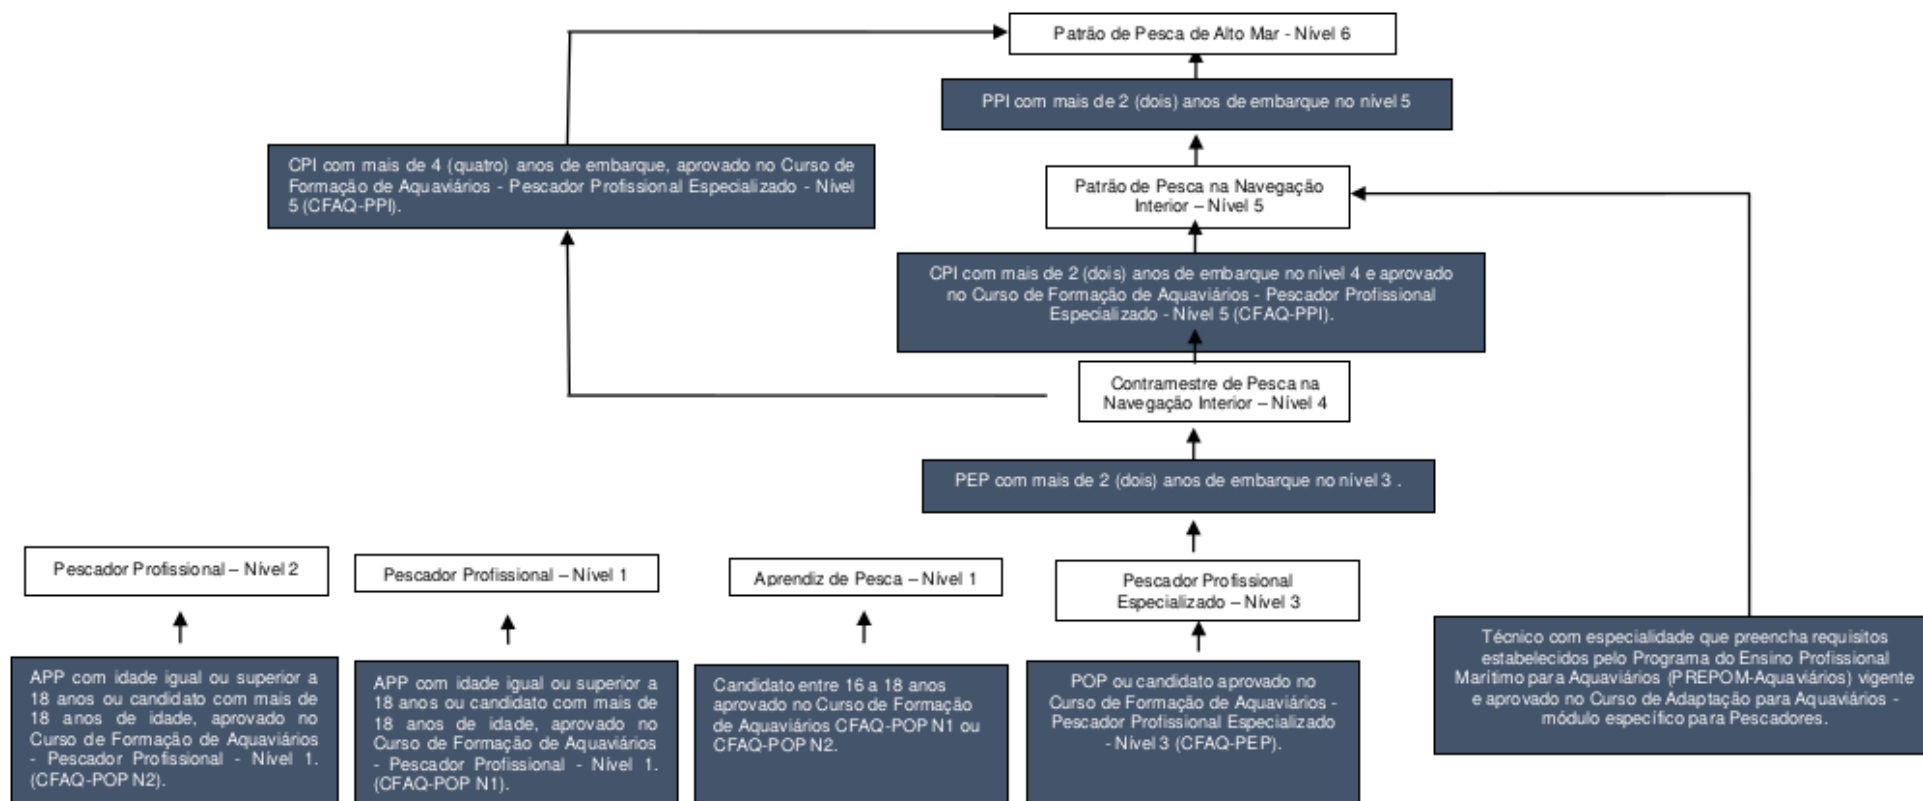 Patrão de Pesca de Alto Mar - Nível 6
PPI com mais de 2 (dois) anos de embarque no nível 5
CPI com mais de 4 (quatro) anos de embarque, aprovado no Curso de
Formação de Aquaviários - Pescador Profissional Especializado - Nível
5 (CFAQ-PPI).
Patrão de Pesca na Navegação
Interior – Nível 5
CPI com mais de 2 (dois) anos de embarque no nível 4 e aprovado
no Curso de Formação de Aquaviários - Pescador Profissional
Especializado - Nível 5 (CFAQ-PPI).
Contramestre de Pesca na
Navegação Interior – Nível 4
PEP com mais de 2 (dois) anos de embarque no nível 3 .
Pescador Profissional – Nível 2
Pescador Profissional – Nível 1
Aprendiz de Pesca – Nível 1
Pescador Profissional
Especializado – Nível 3
APP com idade igual ou superior a
18 anos ou candidato com mais de
18 anos de idade, aprovado no
Curso de Formação de Aquaviários
- Pescador Profissional - Nível 1.
(CFAQ-POP N2).
APP com idade igual ou superior a
18 anos ou candidato com mais de
18 anos de idade, aprovado no
Curso de Formação de Aquaviários
- Pescador Profissional - Nível 1.
(CFAQ-POP N1).
Candidato entre 16 a 18 anos
aprovado no Curso de Formação
de Aquaviários CFAQ-POP N1 ou
CFAQ-POP N2.
POP ou candidato aprovado no
Curso de Formação de Aquaviários -
Pescador Profissional Especializado
- Nível 3 (CFAQ-PEP).
Técnico com especialidade que preencha requisitos
estabelecidos pelo Programa do Ensino Profissional
Marítimo para Aquaviários (PREPOM-Aquaviários) vigente
e aprovado no Curso de Adaptação para Aquaviários -
módulo específico para Pescadores.